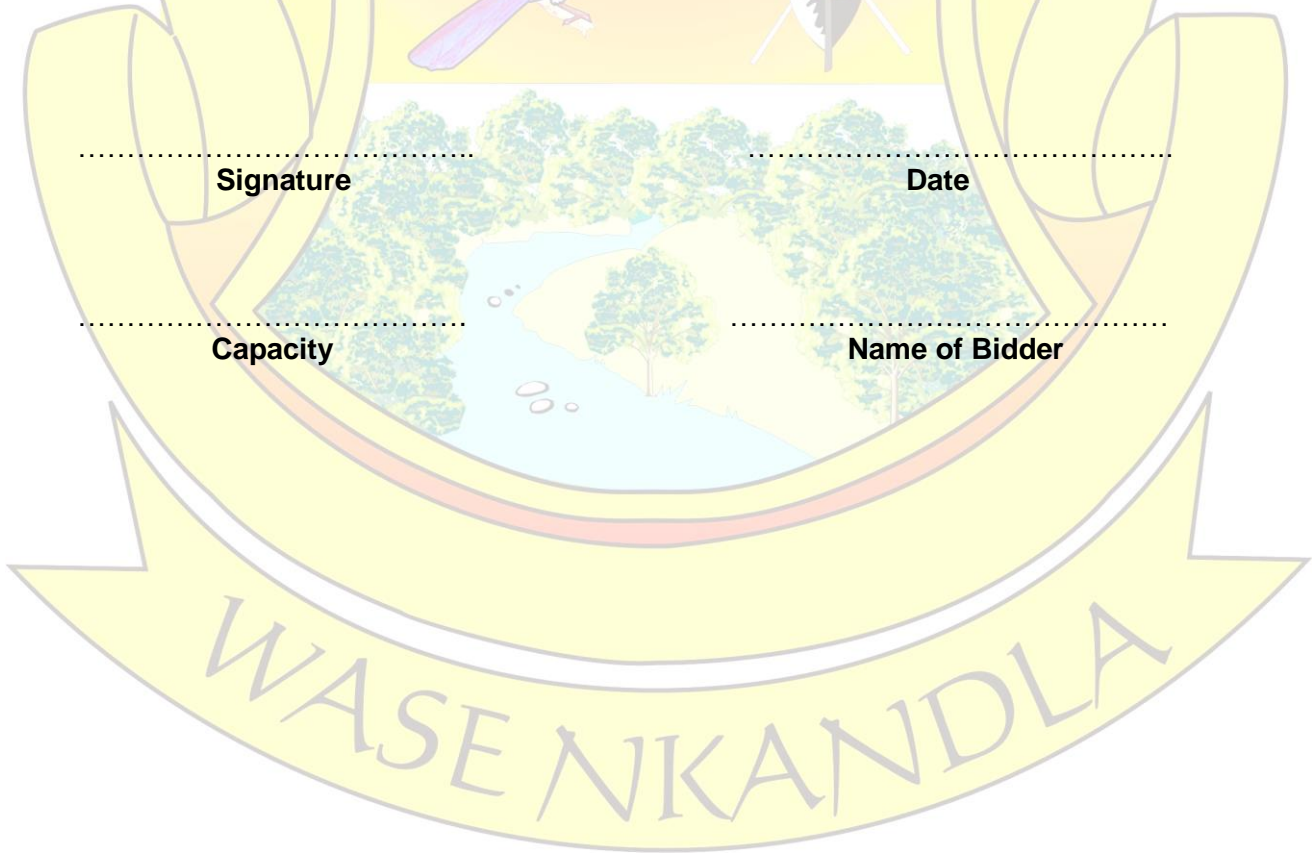 …………………………………….. ……………………………………..
Signature Date
………………………………… ………………………………………
Capacity Name of Bidder
WASE NKANDLA